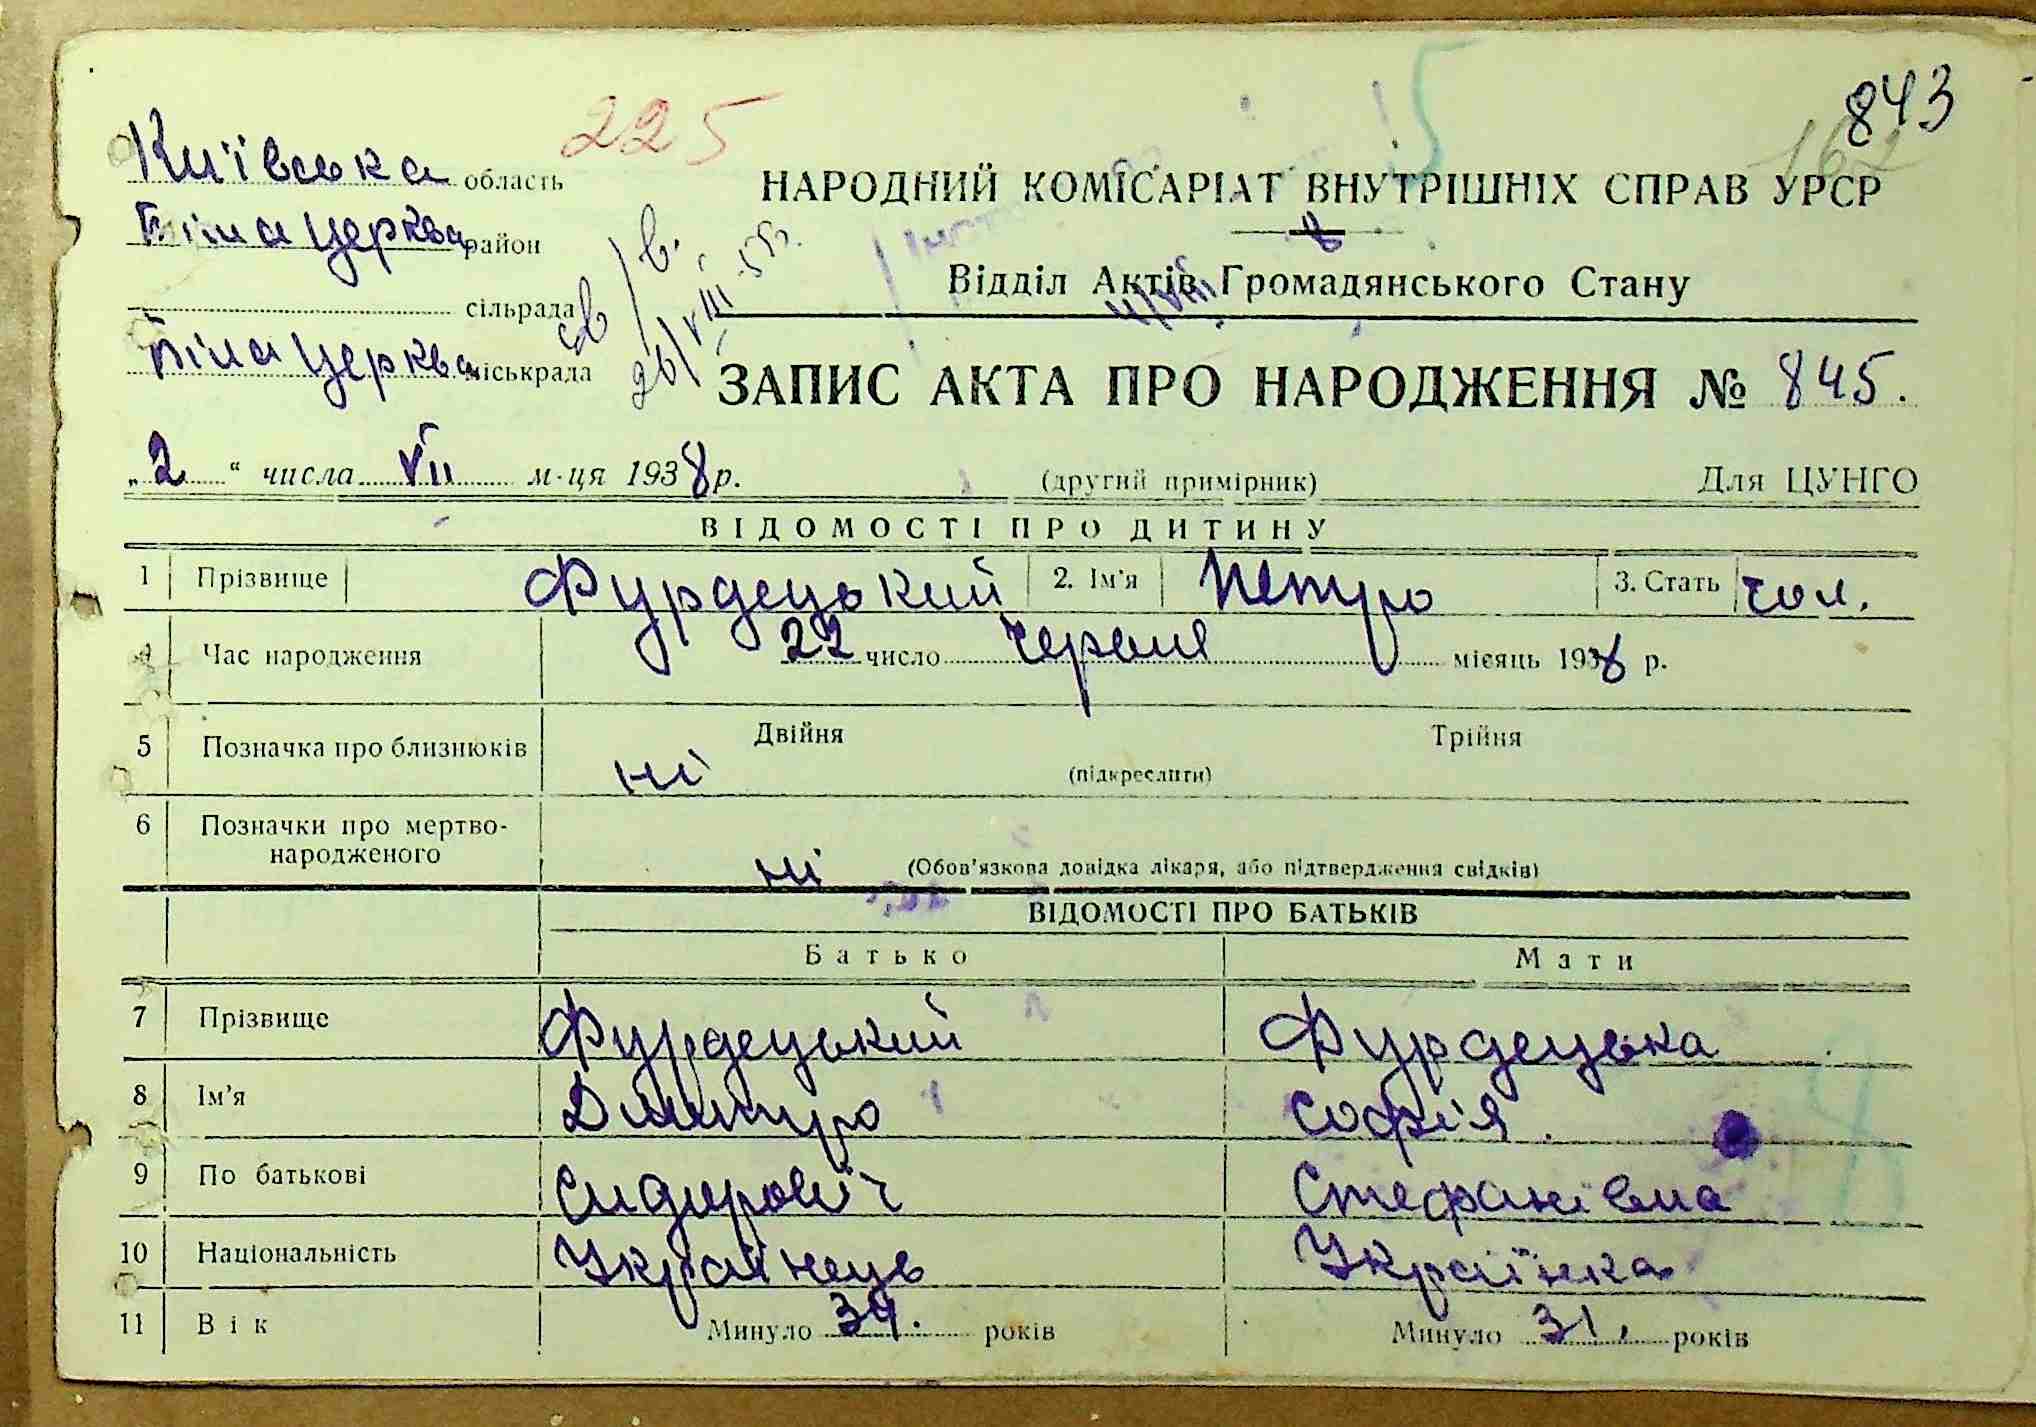 843
225
162
Київська область
НАРОДНИЙ КОМІСАРІАТ ВНУТРІШНІХ СПРАВ УРСР
Біла Церква район
Відділ Актів Громадянського Стану
сільрада
Біла Церква міськрада
ЗАПИС АКТА ПРО НАРОДЖЕННЯ № 845.
„2“ числа VII м-ця 1938 р. (другий примірник) Для ЦУНГО
ВІДОМОСТІ ПРО ДИТИНУ
1 Прізвище Фурдецький 2. Ім'я Петро 3. Стать чол.
4 Час народження 22 число червня місяць 1938 р.
5 Позначка про близнюків ні Двійня Трійня
(підкреслити)
6 Позначки про мертво-
народженого ні (Обов'язкова довідка лікаря, або підтвердження свідків)
ВІДОМОСТІ ПРО БАТЬКІВ
Батько Мати
7 Прізвище Фурдецький Фурдецька
8 Ім'я Дмитро Софія.
9 По батькові Сидорович Стефанівна
10 Національність Українець Українка
11 Вік Минуло 34. років Минуло 31. років